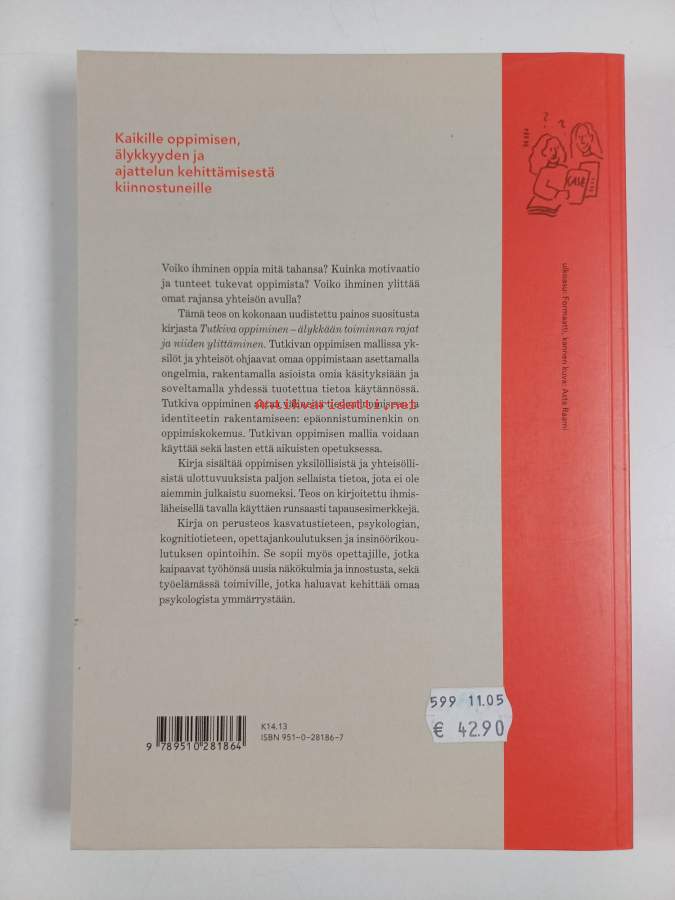 Kaikille oppimisen,
älykkyyden ja
ajattelun kehittämisestä
kiinnostuneille
Voiko ihminen oppia mitä tahansa? Kuinka motivaatio
ja tunteet tukevat oppimista? Voiko ihminen ylittää
omat rajansa yhteisön avulla?
Tämä teos on kokonaan uudistettu painos suositusta
kirjasta Tutkiva oppiminen – älykkään toiminnan rajat
ja niiden ylittäminen. Tutkivan oppimisen mallissa yk-
silöt ja yhteisöt ohjaavat omaa oppimistaan asettamalla
ongelmia, rakentamalla asioista omia käsityksiään ja
soveltamalla yhdessä tuotettua tietoa käytännössä.
Tutkiva oppiminen ja
Antikvariaatti.net
identiteetin rakentamiseen: epäonnistuminenkin on
oppimiskokemus. Tutkivan oppimisen mallia voidaan
käyttää sekä lasten että aikuisten opetuksessa.
Kirja sisältää oppimisen yksilöllisistä ja yhteisölli-
sistä ulottuvuuksista paljon sellaista tietoa, jota ei ole
aiemmin julkaistu suomeksi. Teos on kirjoitettu ihmis-
läheisellä tavalla käyttäen runsaasti tapausesimerkkejä.
Kirja on perusteos kasvatustieteen, psykologian,
kognitiotieteen, opettajankoulutuksen ja insinöörikou-
lutuksen opintoihin. Se sopii myös opettajille, jotka
kaipaavat työhönsä uusia näkökulmia ja innostusta, sekä
työelämässä toimiville, jotka haluavat kehittää omaa
psykologista ymmärrystään.
9 789510 281864
K14.13
ISBN 951-0-28186-7
599 11.05
€ 42.90
? ?
CASE
ulkoasu: Formaatti, kannen kuva: Asta Raami